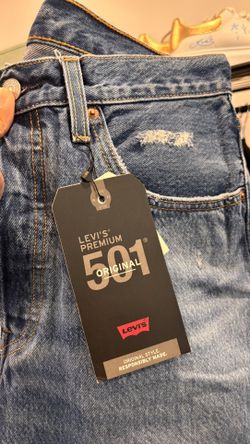 LEVI'S®
PREMIUM
501®
ORIGINAL
LEVI'S
ORIGINAL STYLE
RESPONSIBLY MADE.